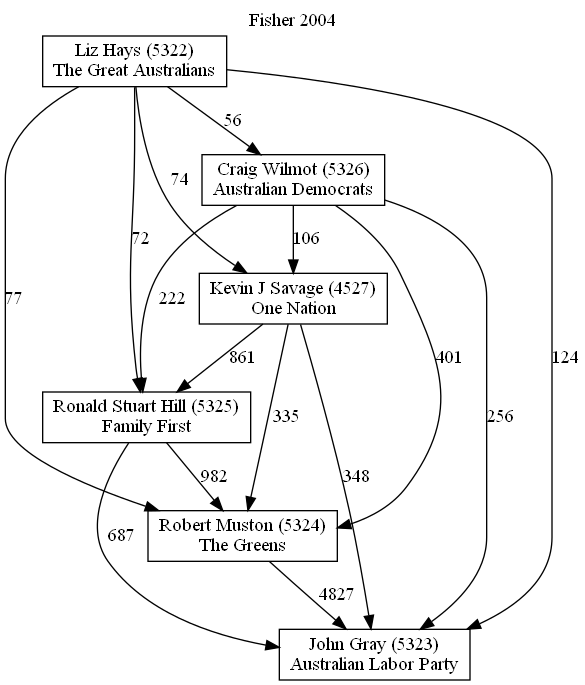 Fisher 2004
Liz Hays (5322)
The Great Australians
56
Craig Wilmot (5326)
Australian Democrats
74
72
106
222
Kevin J Savage (4527)
One Nation
77
861
401
124
Ronald Stuart Hill (5325)
Family First
335
256
982
348
687
Robert Muston (5324)
The Greens
4827
John Gray (5323)
Australian Labor Party